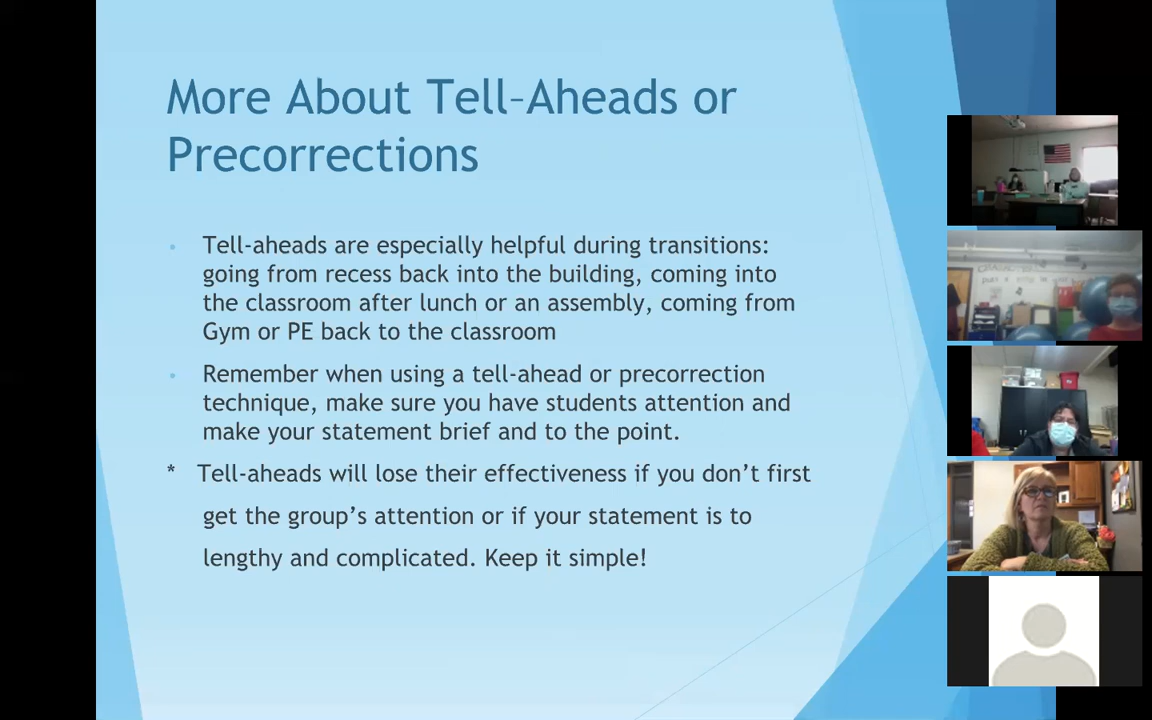 More About Tell-Aheads or
Precorrections
Tell-aheads are especially helpful during transitions:
going from recess back into the building, coming into
the classroom after lunch or an assembly, coming from
Gym or PE back to the classroom
Remember when using a tell-ahead or precorrection
technique, make sure you have students attention and
make your statement brief and to the point.
* Tell-aheads will lose their effectiveness if you don’t first
get the group’s attention or if your statement is to
lengthy and complicated. Keep it simple!